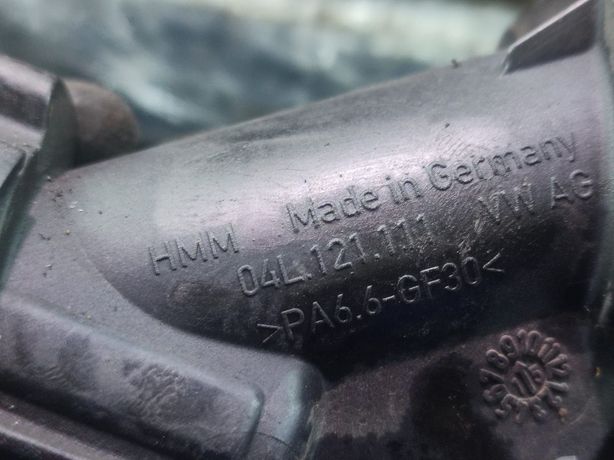 HMM Made in Germany
04L.121.111 VW AG
>PA6.6-GF30<